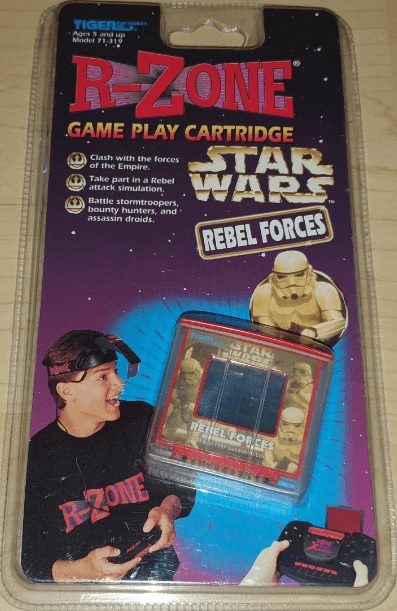 TIGER ELECTRONICS
Ages 5 and up
Model 71-319
R-ZONE®
GAME PLAY CARTRIDGE
Clash with the forces
of the Empire.
Take part in a Rebel
attack simulation.
Battle stormtroopers,
bounty hunters, and
assassin droids.
STAR
WARS™
REBEL FORCES
STAR
WARS
REBEL FORCES
R-ZONE